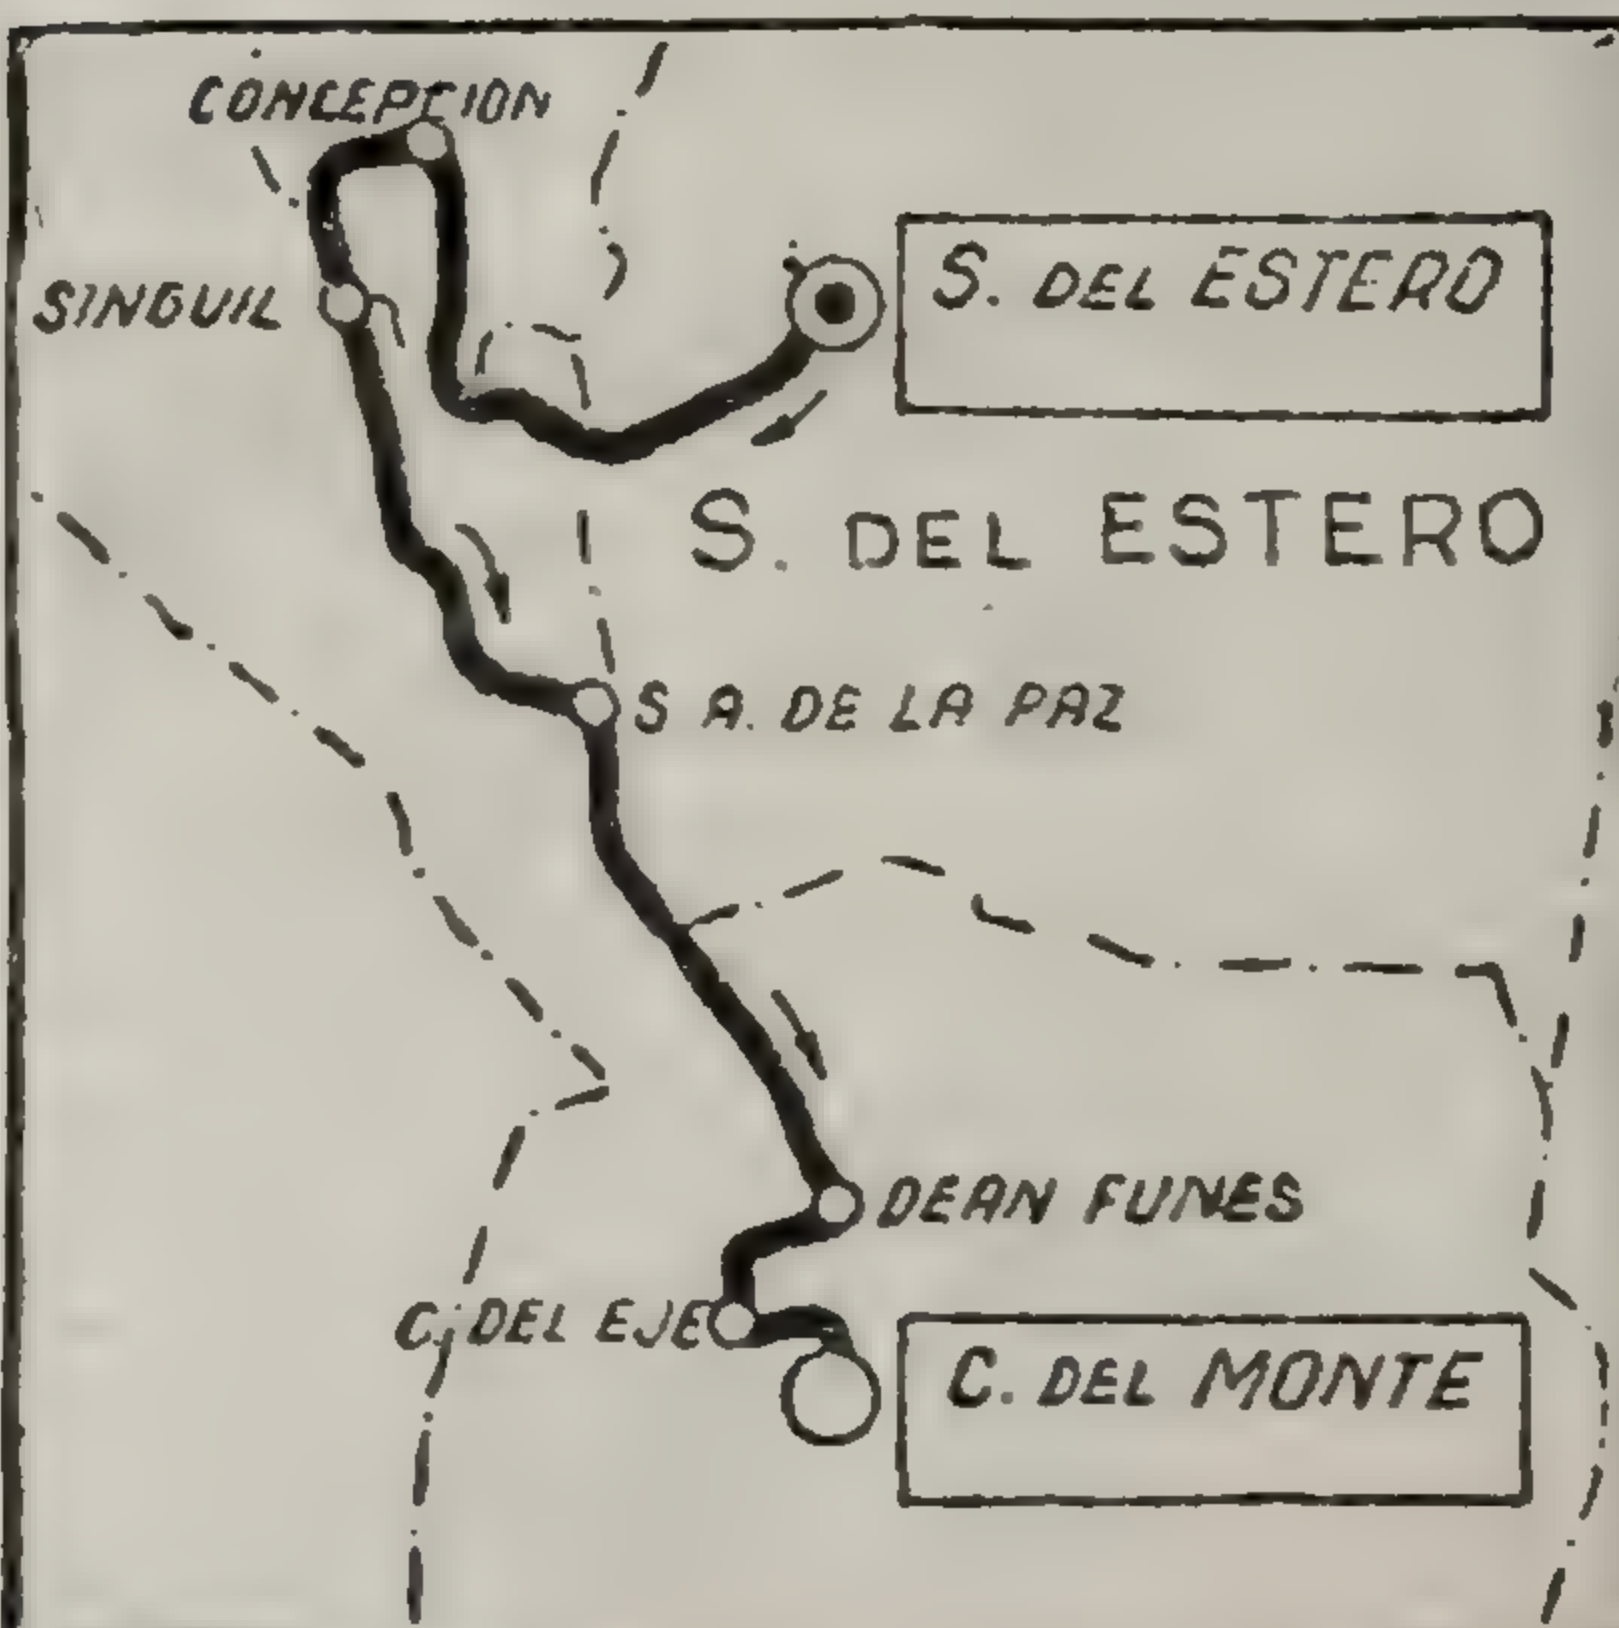 CONCEPCION
SINGUIL
S. DEL ESTERO
S. DEL ESTERO
S A. DE LA PAZ
DEAN FUNES
C. DEL EJE
C. DEL MONTE